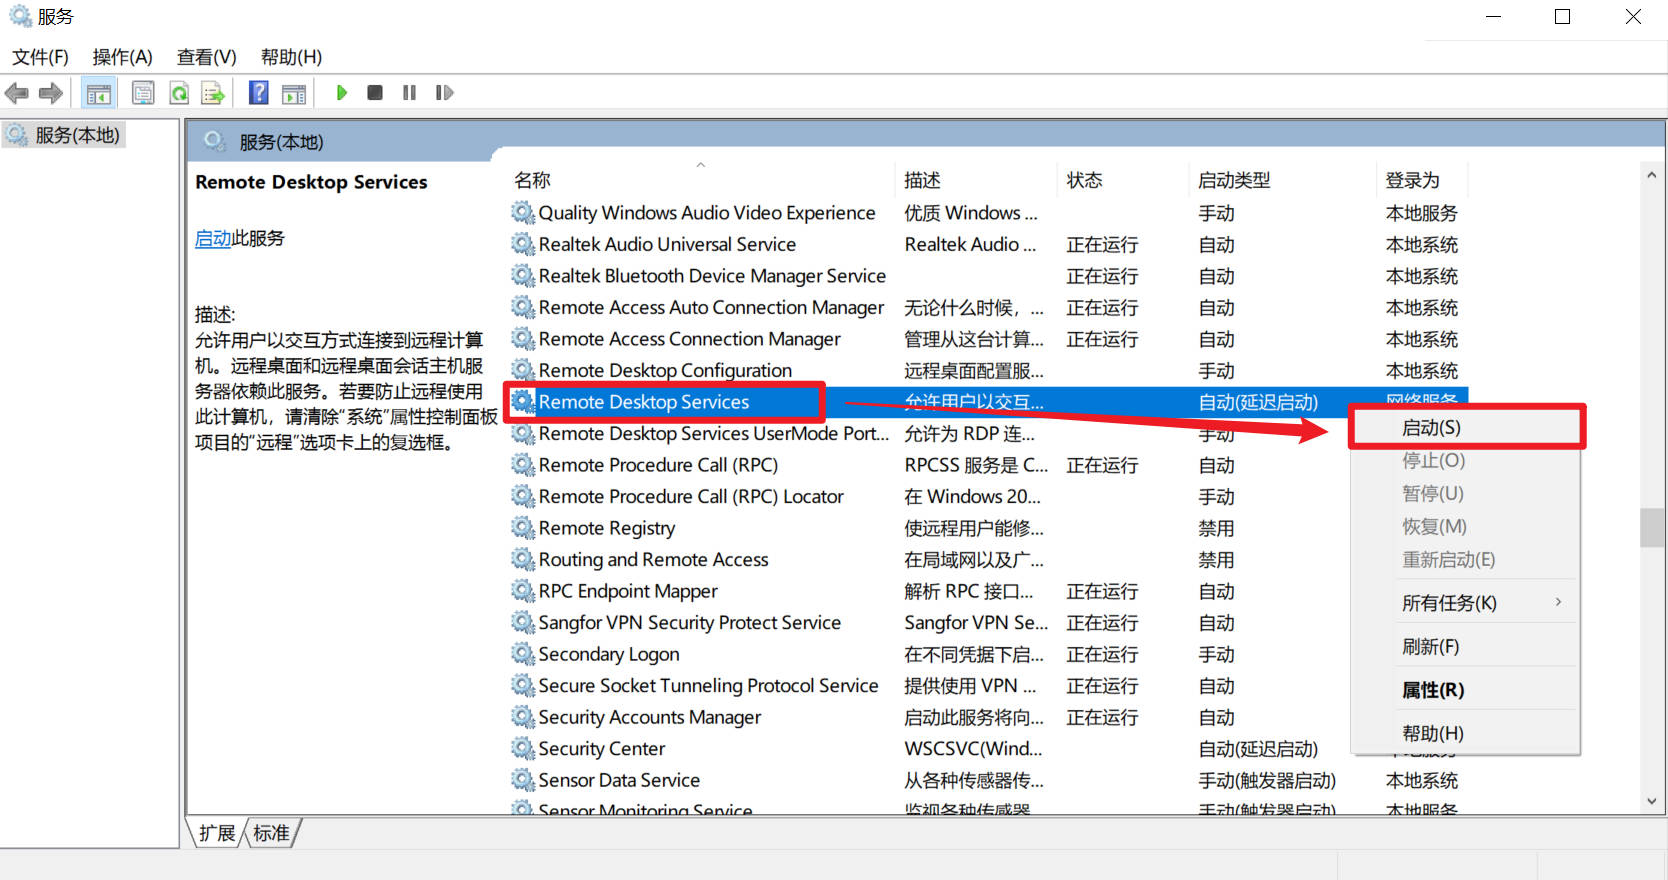 服务
文件(F) 操作(A) 查看(V) 帮助(H)
服务(本地)
服务(本地)
Remote Desktop Services
启动此服务
描述:
允许用户以交互方式连接到远程计算
机。远程桌面和远程桌面会话主机服
务器依赖此服务。若要防止远程使用
此计算机，请清除“系统”属性控制面板
项目的“远程”选项卡上的复选框。
名称 描述 状态 启动类型 登录为
Quality Windows Audio Video Experience 优质 Windows ... 手动 本地服务
Realtek Audio Universal Service Realtek Audio ... 正在运行 自动 本地系统
Realtek Bluetooth Device Manager Service 正在运行 自动 本地系统
Remote Access Auto Connection Manager 无论什么时候，... 正在运行 自动 本地系统
Remote Access Connection Manager 管理从这台计算... 正在运行 自动 本地系统
Remote Desktop Configuration 远程桌面配置服... 手动 本地系统
Remote Desktop Services 允许用户以交互... 自动(延迟启动) 网络服务
Remote Desktop Services UserMode Port... 允许为 RDP 连... 手动
Remote Procedure Call (RPC) RPCSS 服务是 C... 正在运行 自动
Remote Procedure Call (RPC) Locator 在 Windows 20... 手动
Remote Registry 使远程用户能修... 禁用
Routing and Remote Access 在局域网以及广... 禁用
RPC Endpoint Mapper 解析 RPC 接口... 正在运行 自动
Sangfor VPN Security Protect Service Sangfor VPN Se... 正在运行 自动
Secondary Logon 在不同凭据下启... 正在运行 手动
Secure Socket Tunneling Protocol Service 提供使用 VPN ... 正在运行 自动
Security Accounts Manager 启动此服务将向... 正在运行 自动
Security Center WSCSVC(Wind... 自动(延迟启动)
Sensor Data Service 从各种传感器传... 手动(触发器启动) 本地系统
Sensor Monitoring Service 监视各种传感器... 手动(触发器启动) 本地服务
启动(S)
停止(O)
暂停(U)
恢复(M)
重新启动(E)
所有任务(K)
刷新(F)
属性(R)
帮助(H)
扩展 标准